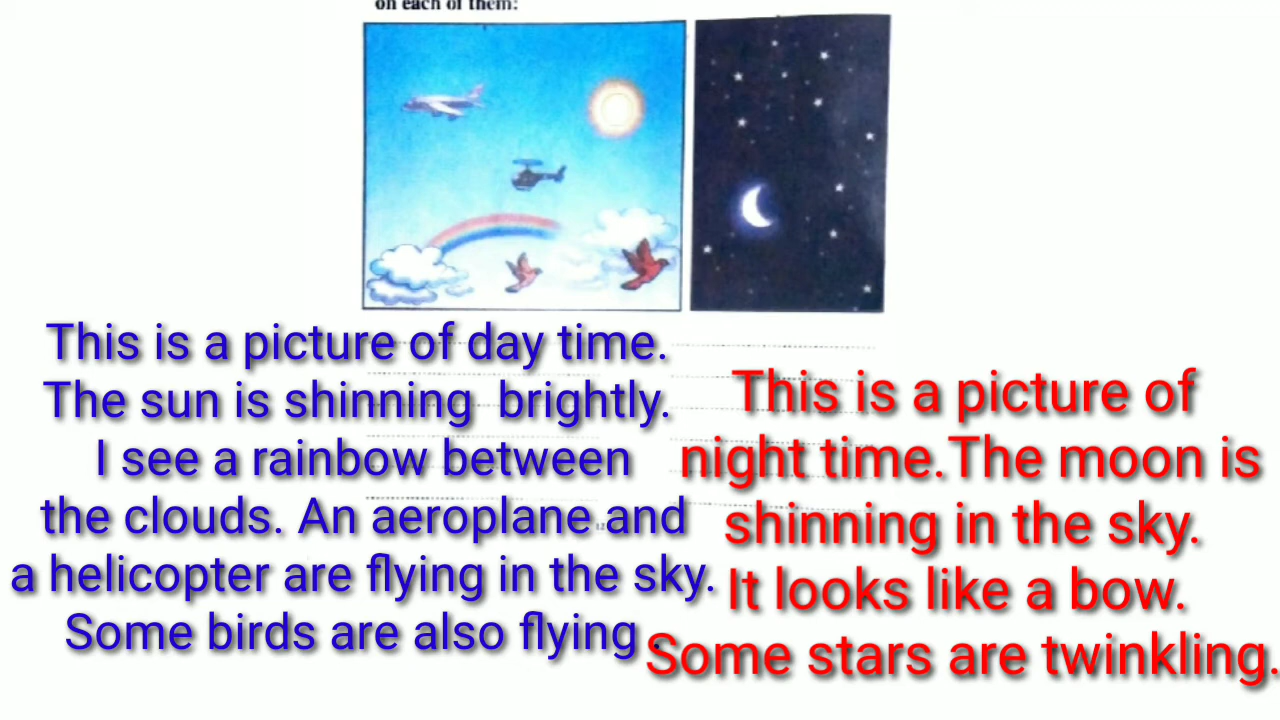 on each of them:
This is a picture of day time.
The sun is shinning brightly.
I see a rainbow between
the clouds. An aeroplane and
a helicopter are flying in the sky.
Some birds are also flying .
This is a picture of
night time.The moon is
shinning in the sky.
It looks like a bow.
Some stars are twinkling.